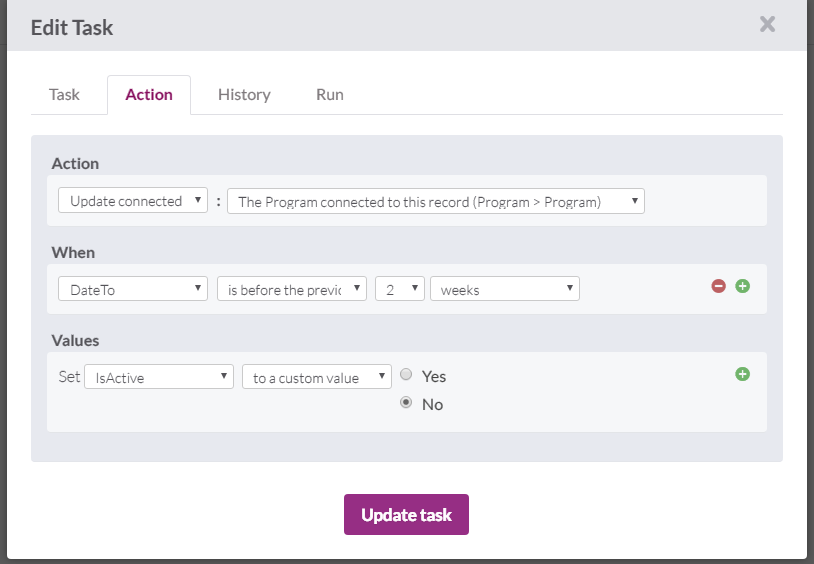 Edit Task
Task Action History Run
Action
Update connected : The Program connected to this record (Program > Program)
When
DateTo is before the previc 2 weeks
Values
Set IsActive to a custom value Yes
No
Update task